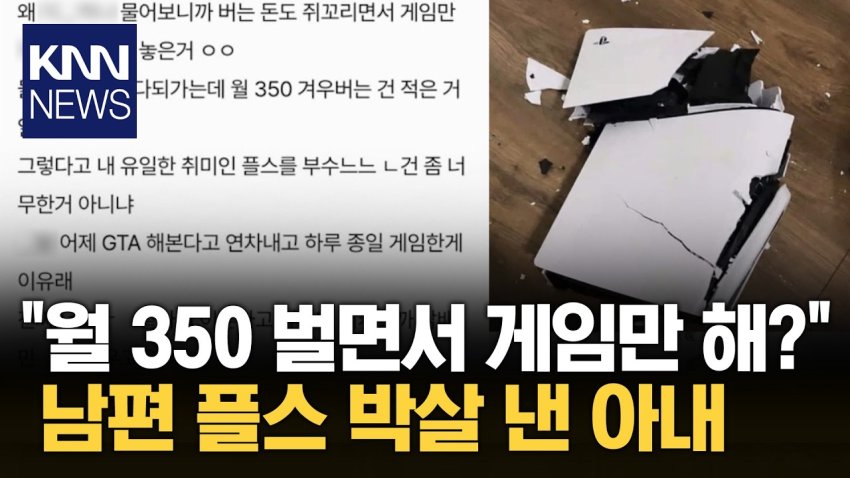 왜 물어보니까 버는 돈도 쥐꼬리면서 게임만
놓은거 ㅇㅇ
KNN
NEWS
다되가는데 월 350 겨우버는 건 적은 거
그렇다고 내 유일한 취미인 플스를 부수느느 ㄴ건 좀 너
무한거 아니냐
어제 GTA 해본다고 연차내고 하루 종일 게임한게
이유래
"월 350 벌면서 게임만 해?"
남편 플스 박살 낸 아내